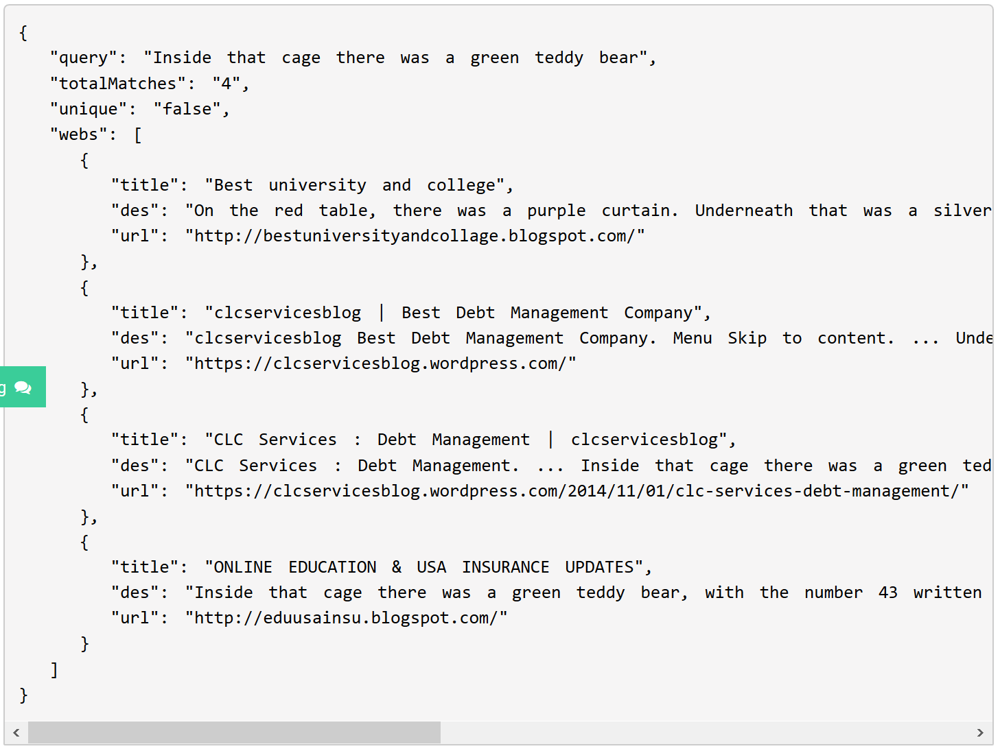 {
"query": "Inside that cage there was a green teddy bear",
"totalMatches": "4",
"unique": "false",
"webs": [
{
"title": "Best university and college",
"des": "On the red table, there was a purple curtain. Underneath that was a silver
"url": "http://bestuniversityandcollage.blogspot.com/"
},
{
"title": "clcservicesblog | Best Debt Management Company",
"des": "clcservicesblog Best Debt Management Company. Menu Skip to content. ... Unde
"url": "https://clcservicesblog.wordpress.com/"
g
},
{
"title": "CLC Services : Debt Management | clcservicesblog",
"des": "CLC Services : Debt Management. ... Inside that cage there was a green ted
"url": "https://clcservicesblog.wordpress.com/2014/11/01/clc-services-debt-management/"
},
{
"title": "ONLINE EDUCATION & USA INSURANCE UPDATES",
"des": "Inside that cage there was a green teddy bear, with the number 43 written
"url": "http://eduusainsu.blogspot.com/"
}
]
}